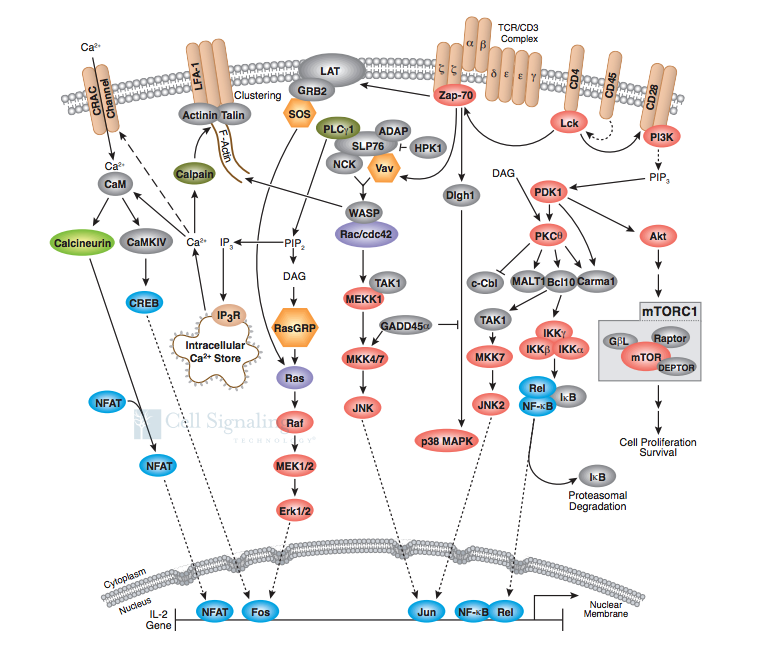 TCR/CD3
Complex
Ca2+
CRAC
Channel
LFA-1
Clustering
LAT
GRB2
SOS
α β
ζ ζ
δ ε ε γ
Zap-70
CD4
CD45
CD28
Lck
PI3K
PIP3
Actinin Talin
F-Actin
Calpain
PLCγ1
ADAP
SLP76
HPK1
NCK
Vav
Dlgh1
DAG
PDK1
Ca2+
CaM
Calcineurin
CaMKIV
Ca2+
IP3
PIP2
WASP
Rac/cdc42
PKCθ
Akt
CREB
IP3R
Intracellular
Ca2+ Store
DAG
RasGRP
Ras
TAK1
MEKK1
GADD45α
MKK4/7
JNK
c-Cbl
MALT1
Bcl10
Carma1
TAK1
MKK7
JNK2
IKKγ
IKKβ IKKα
mTORC1
GβL
Raptor
mTOR
DEPTOR
Rel
NF-κB
IκB
NFAT
Cell Signalin
TECHNOLOGY®
Raf
p38 MAPK
Cell Proliferation
Survival
NFAT
MEK1/2
IκB
Proteasomal
Degradation
Erk1/2
Cytoplasm
Nucleus
IL-2
Gene
NFAT
Fos
Jun
NF-κB
Rel
Nuclear
Membrane